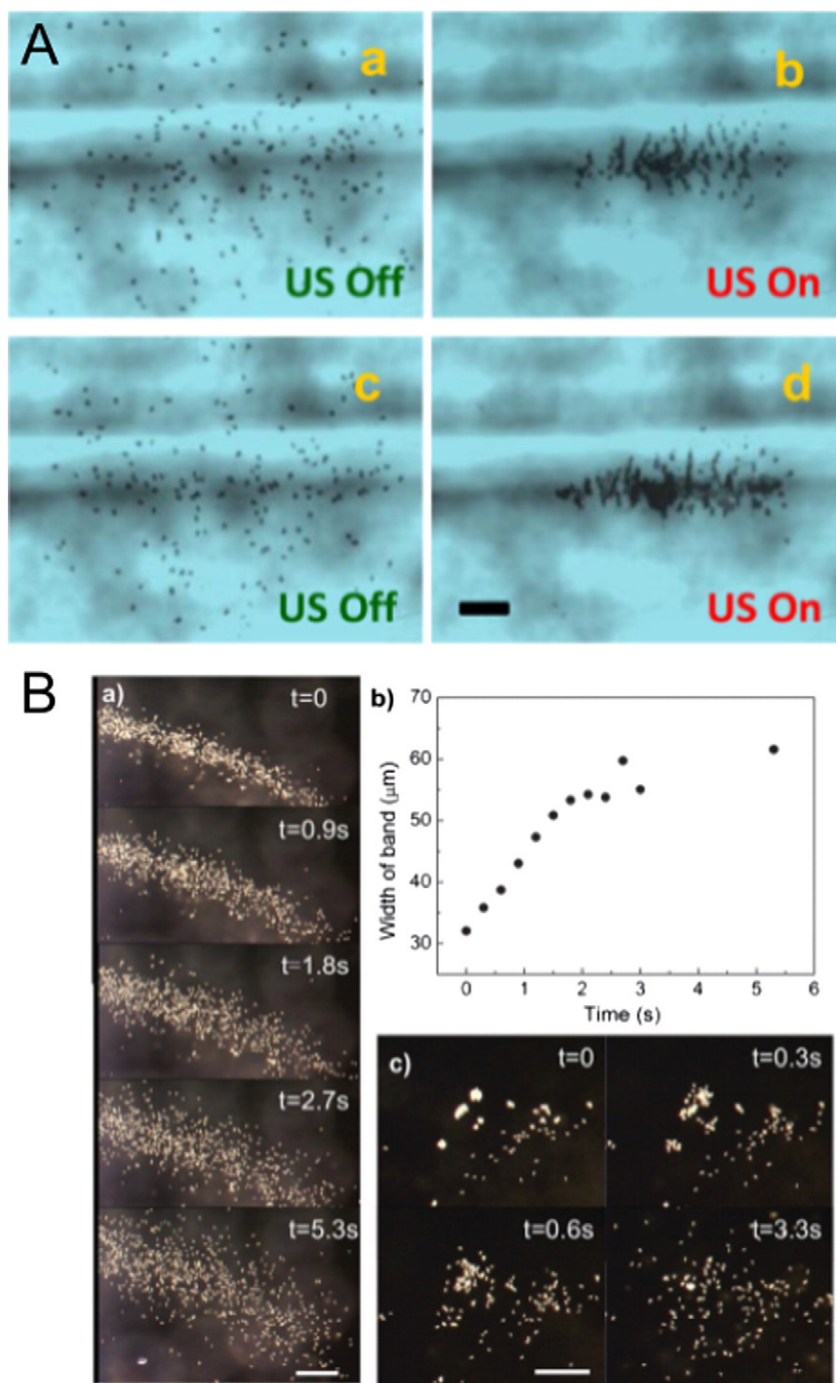 A
a
US Off
b
US On
c
US Off
d
US On
B
a)
t=0
t=0.9s
t=1.8s
t=2.7s
t=5.3s
b)
70
60
50
40
30
Width of band (μm)
0 1 2 3 4 5 6
Time (s)
c)
t=0
t=0.3s
t=0.6s
t=3.3s